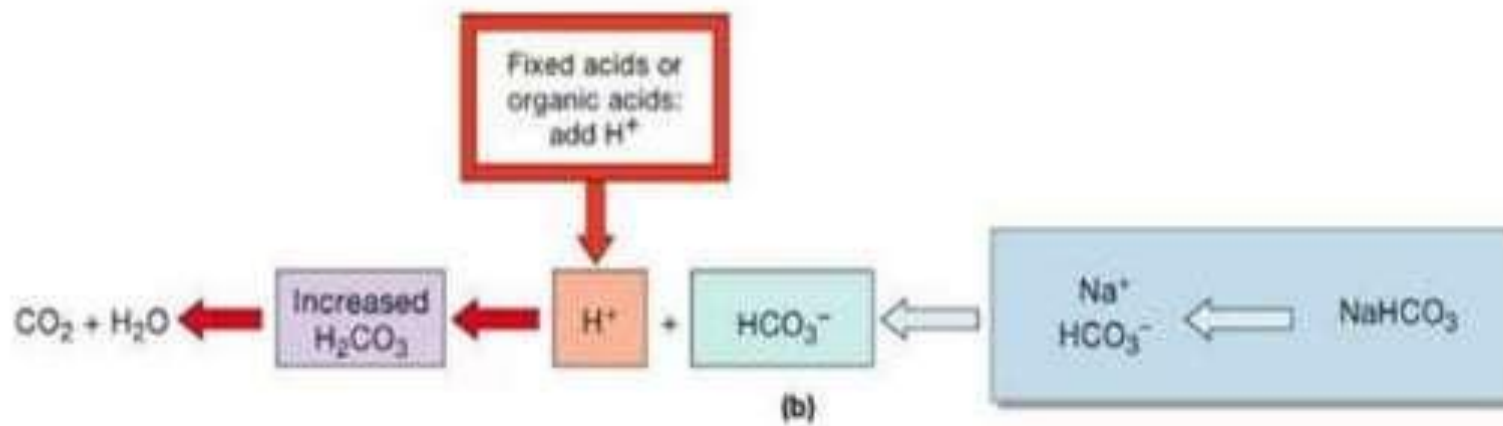 Fixed acids or
organic acids:
add H⁺
CO₂ + H₂O
Increased
H₂CO₃
H⁺
+
HCO₃⁻
Na⁺
HCO₃⁻
NaHCO₃
(b)